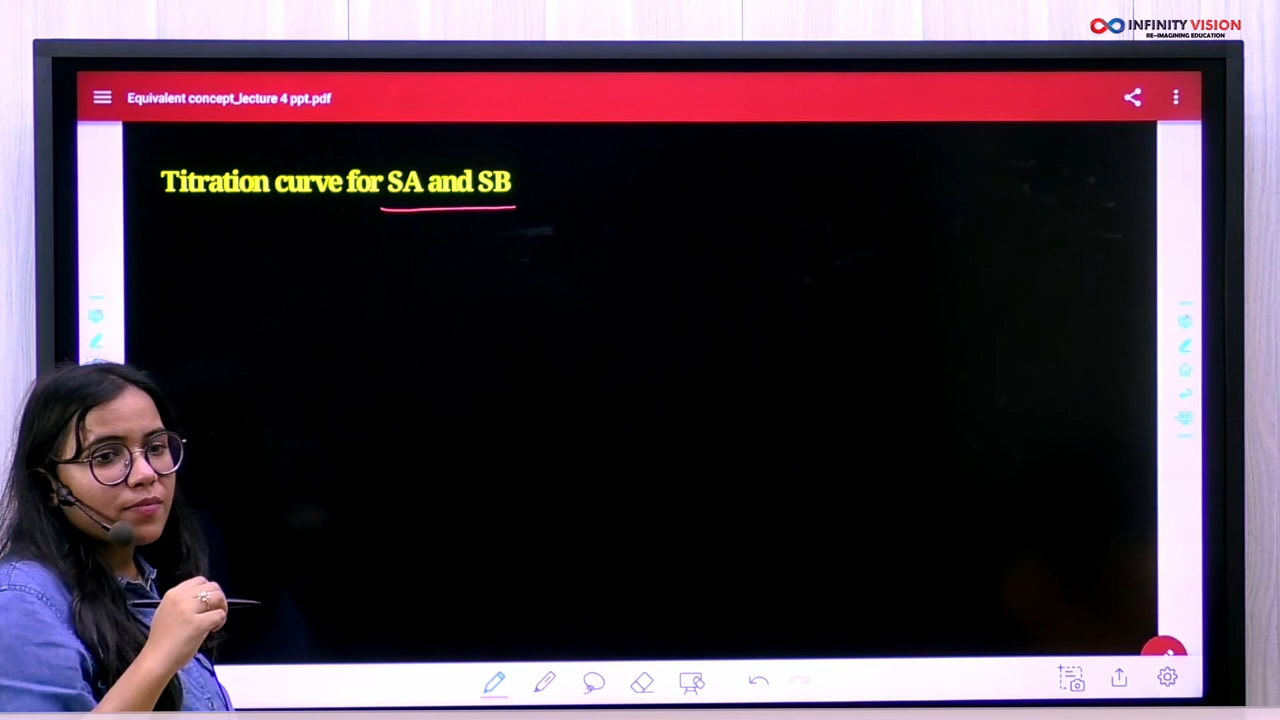 INFINITY VISION
RE-IMAGINING EDUCATION
Equivalent concept_lecture 4 ppt.pdf
Titration curve for SA and SB